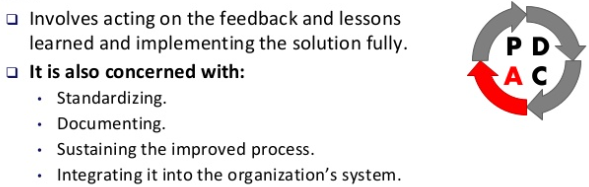 Involves acting on the feedback and lessons
learned and implementing the solution fully.
It is also concerned with:
• Standardizing.
• Documenting.
• Sustaining the improved process.
• Integrating it into the organization's system.
P D
A C